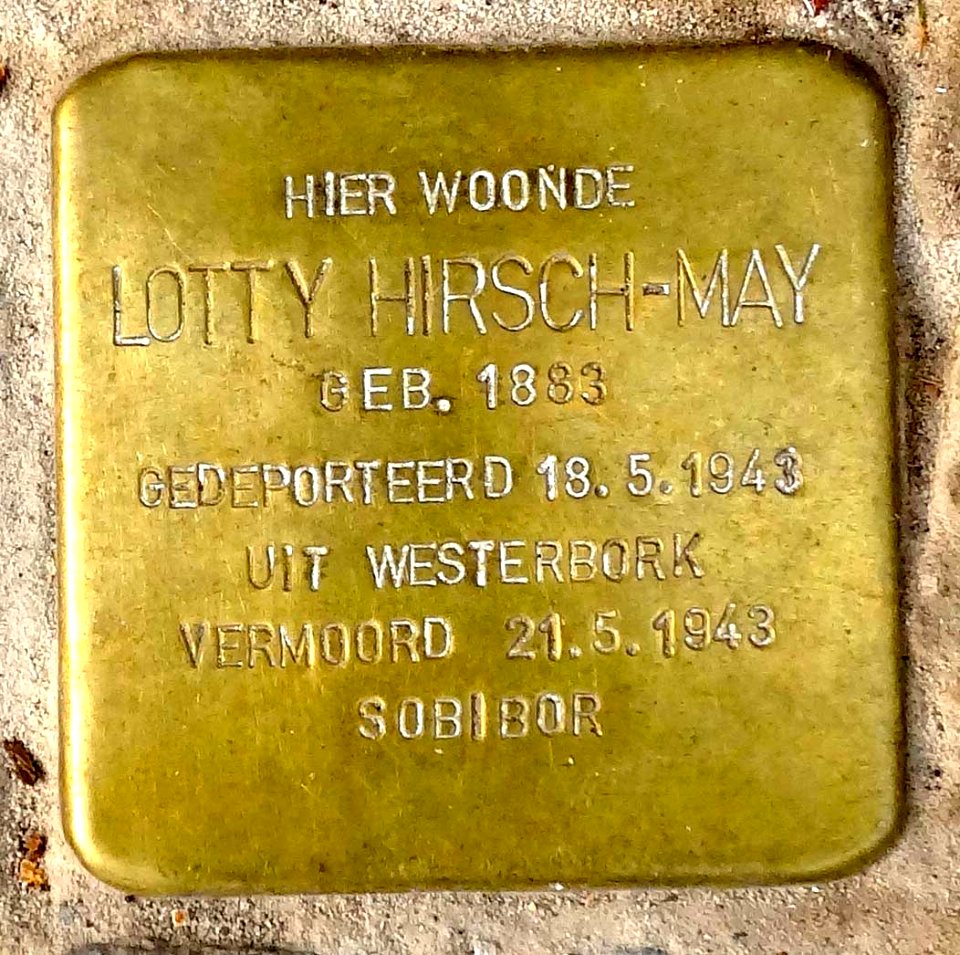 HIER WOONDE
LOTTY HIRSCH-MAY
GEB. 1883
GEDEPORTEERD 18.5.1943
UIT WESTERBORK
VERMOORD 21.5.1943
SOBIBOR